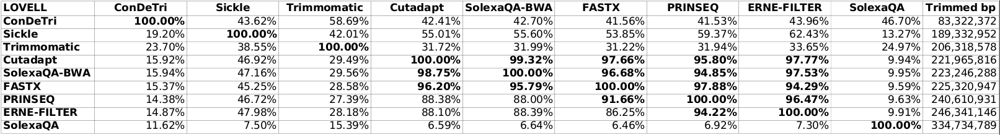 LOVELL ConDeTri Sickle Trimmomatic Cutadapt SolexaQA-BWA FASTX PRINSEQ ERNE-FILTER SolexaQA Trimmed bp
ConDeTri 100.00% 43.62% 58.69% 42.41% 42.70% 41.56% 41.53% 43.96% 46.70% 83,322,372
Sickle 19.20% 100.00% 42.01% 55.01% 55.60% 53.85% 59.37% 62.43% 13.27% 189,332,952
Trimmomatic 23.70% 38.55% 100.00% 31.72% 31.99% 31.22% 31.94% 33.65% 24.97% 206,318,578
Cutadapt 15.92% 46.92% 29.49% 100.00% 99.32% 97.66% 95.80% 97.77% 9.94% 221,965,816
SolexaQA-BWA 15.94% 47.16% 29.56% 98.75% 100.00% 96.68% 94.85% 97.53% 9.95% 223,246,288
FASTX 15.37% 45.25% 28.58% 96.20% 95.79% 100.00% 97.88% 94.29% 9.59% 225,320,947
PRINSEQ 14.38% 46.72% 27.39% 88.38% 88.00% 91.66% 100.00% 96.47% 9.63% 240,610,931
ERNE-FILTER 14.87% 47.98% 28.18% 88.10% 88.39% 86.25% 94.22% 100.00% 9.91% 246,341,146
SolexaQA 11.62% 7.50% 15.39% 6.59% 6.64% 6.46% 6.92% 7.30% 100.00% 334,734,789